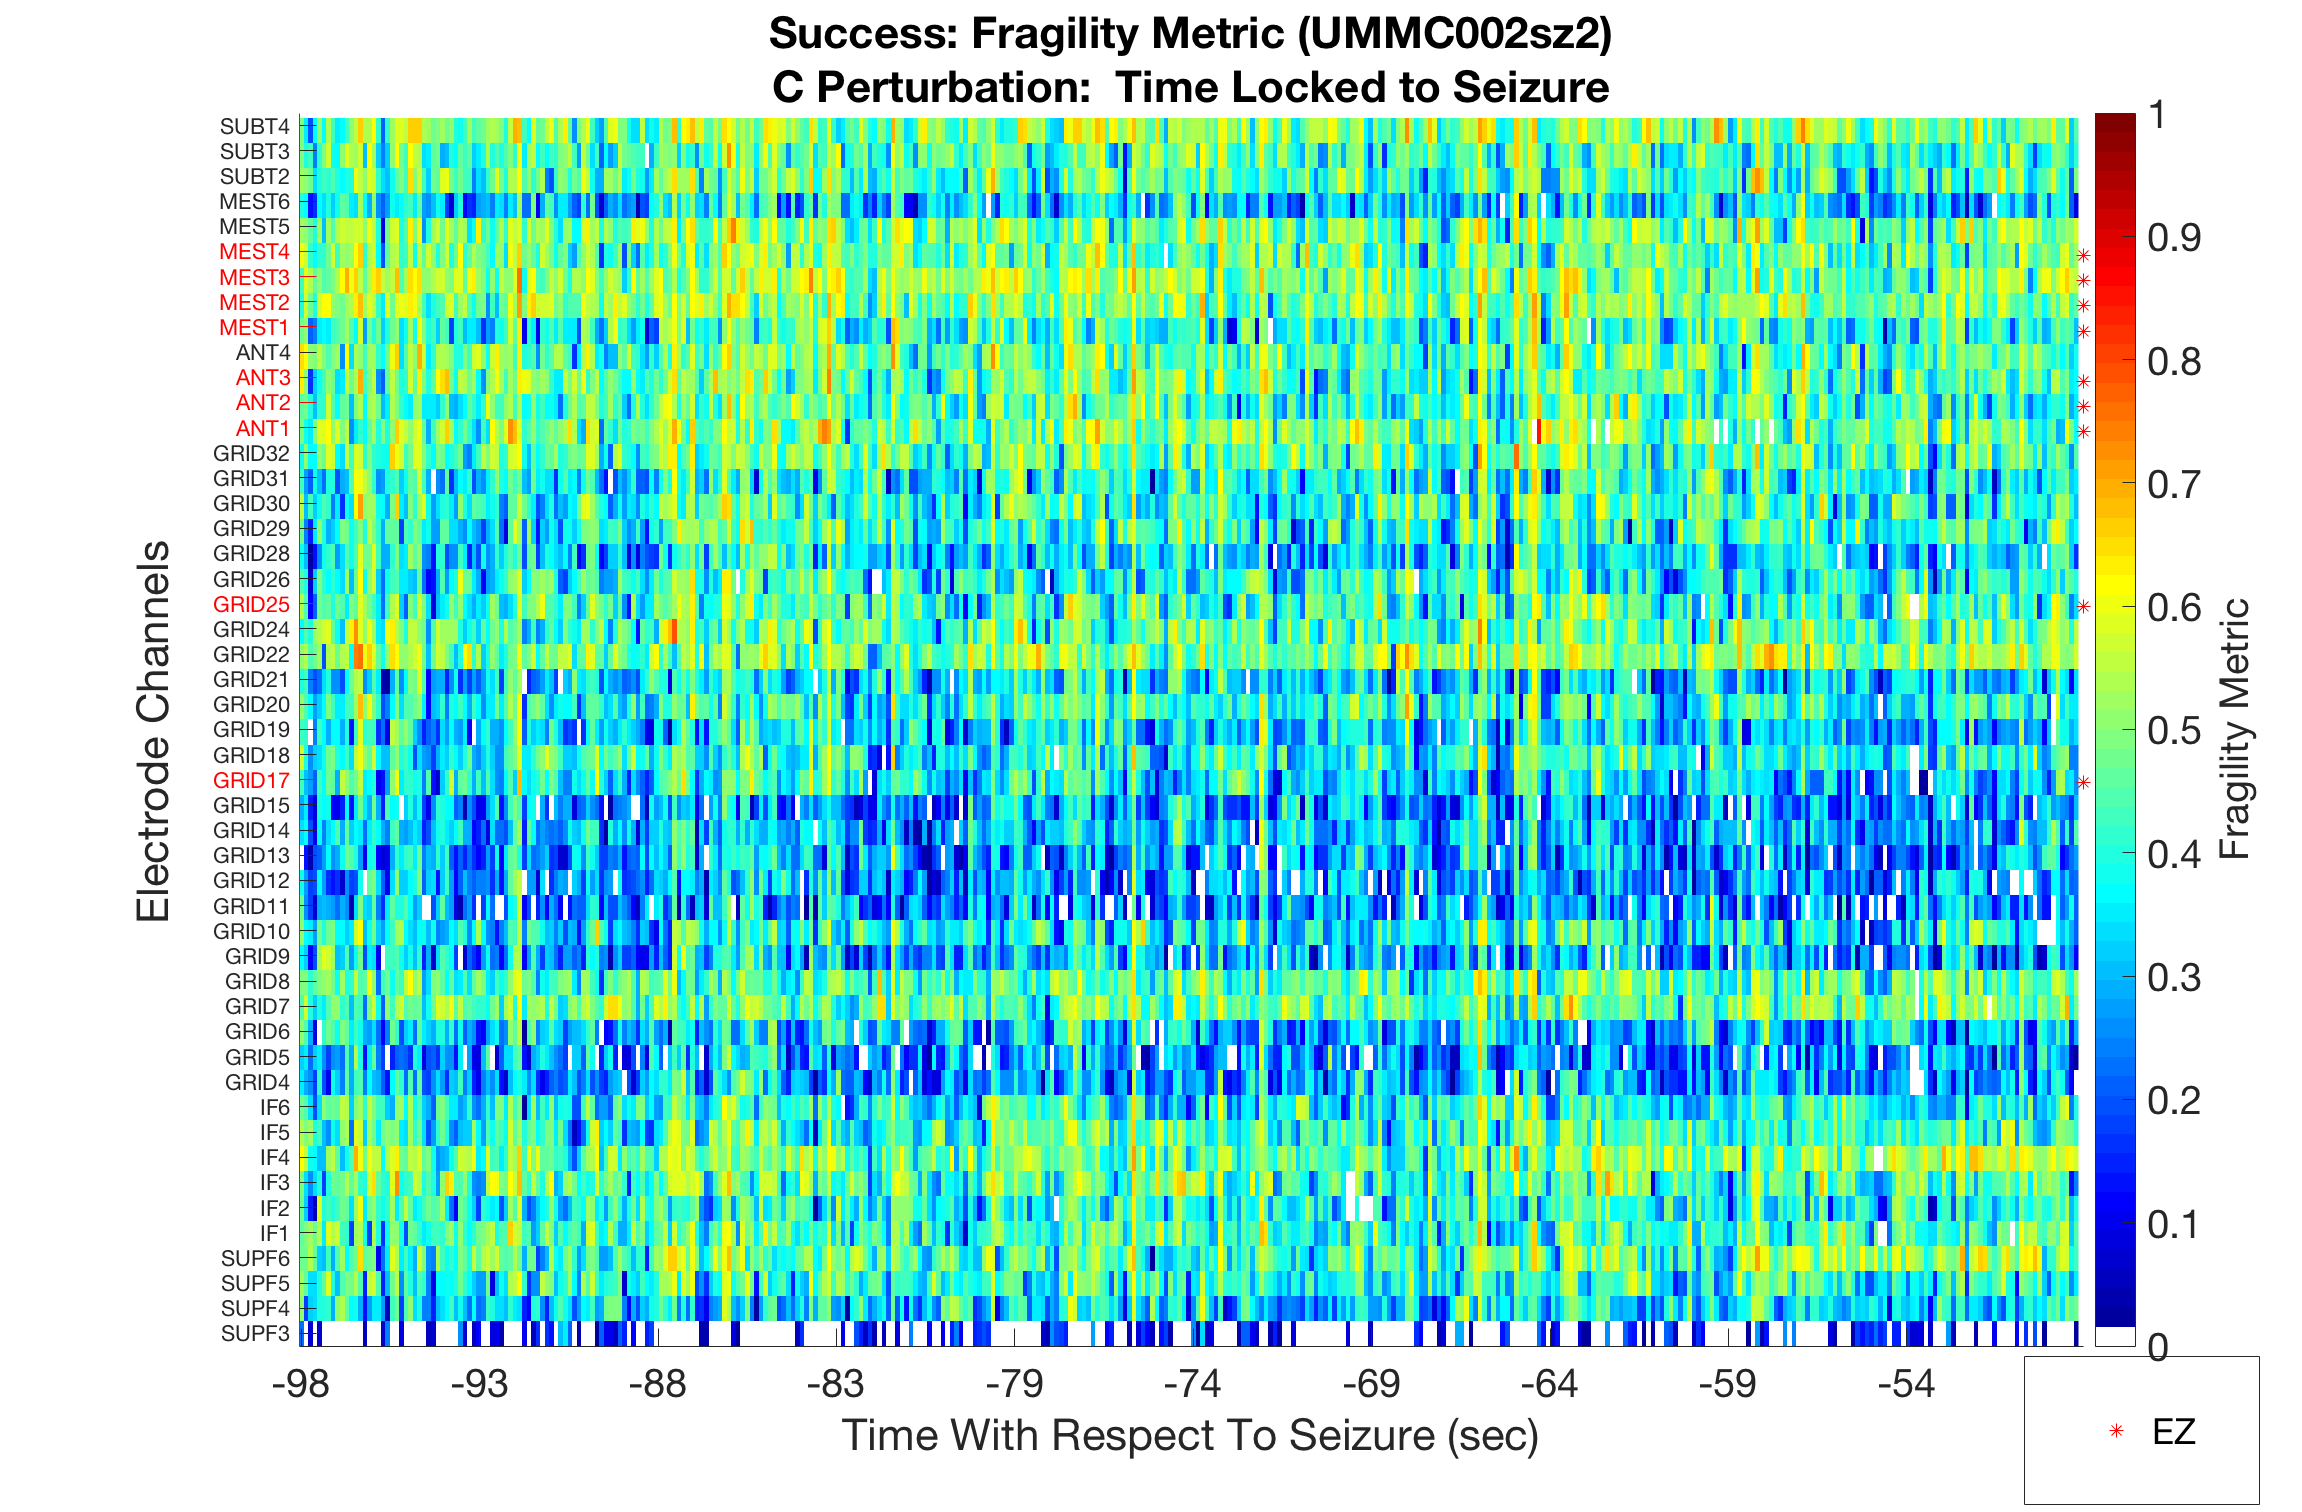 Success: Fragility Metric (UMMC002sz2)
C Perturbation: Time Locked to Seizure
Electrode Channels
SUBT4
SUBT3
SUBT2
MEST6
MEST5
MEST4
MEST3
MEST2
MEST1
ANT4
ANT3
ANT2
ANT1
GRID32
GRID31
GRID30
GRID29
GRID28
GRID26
GRID25
GRID24
GRID22
GRID21
GRID20
GRID19
GRID18
GRID17
GRID15
GRID14
GRID13
GRID12
GRID11
GRID10
GRID9
GRID8
GRID7
GRID6
GRID5
GRID4
IF6
IF5
IF4
IF3
IF2
IF1
SUPF6
SUPF5
SUPF4
SUPF3
-98 -93 -88 -83 -79 -74 -69 -64 -59 -54
Time With Respect To Seizure (sec)
1
0.9
0.8
0.7
0.6
0.5
0.4
0.3
0.2
0.1
0
Fragility Metric
EZ